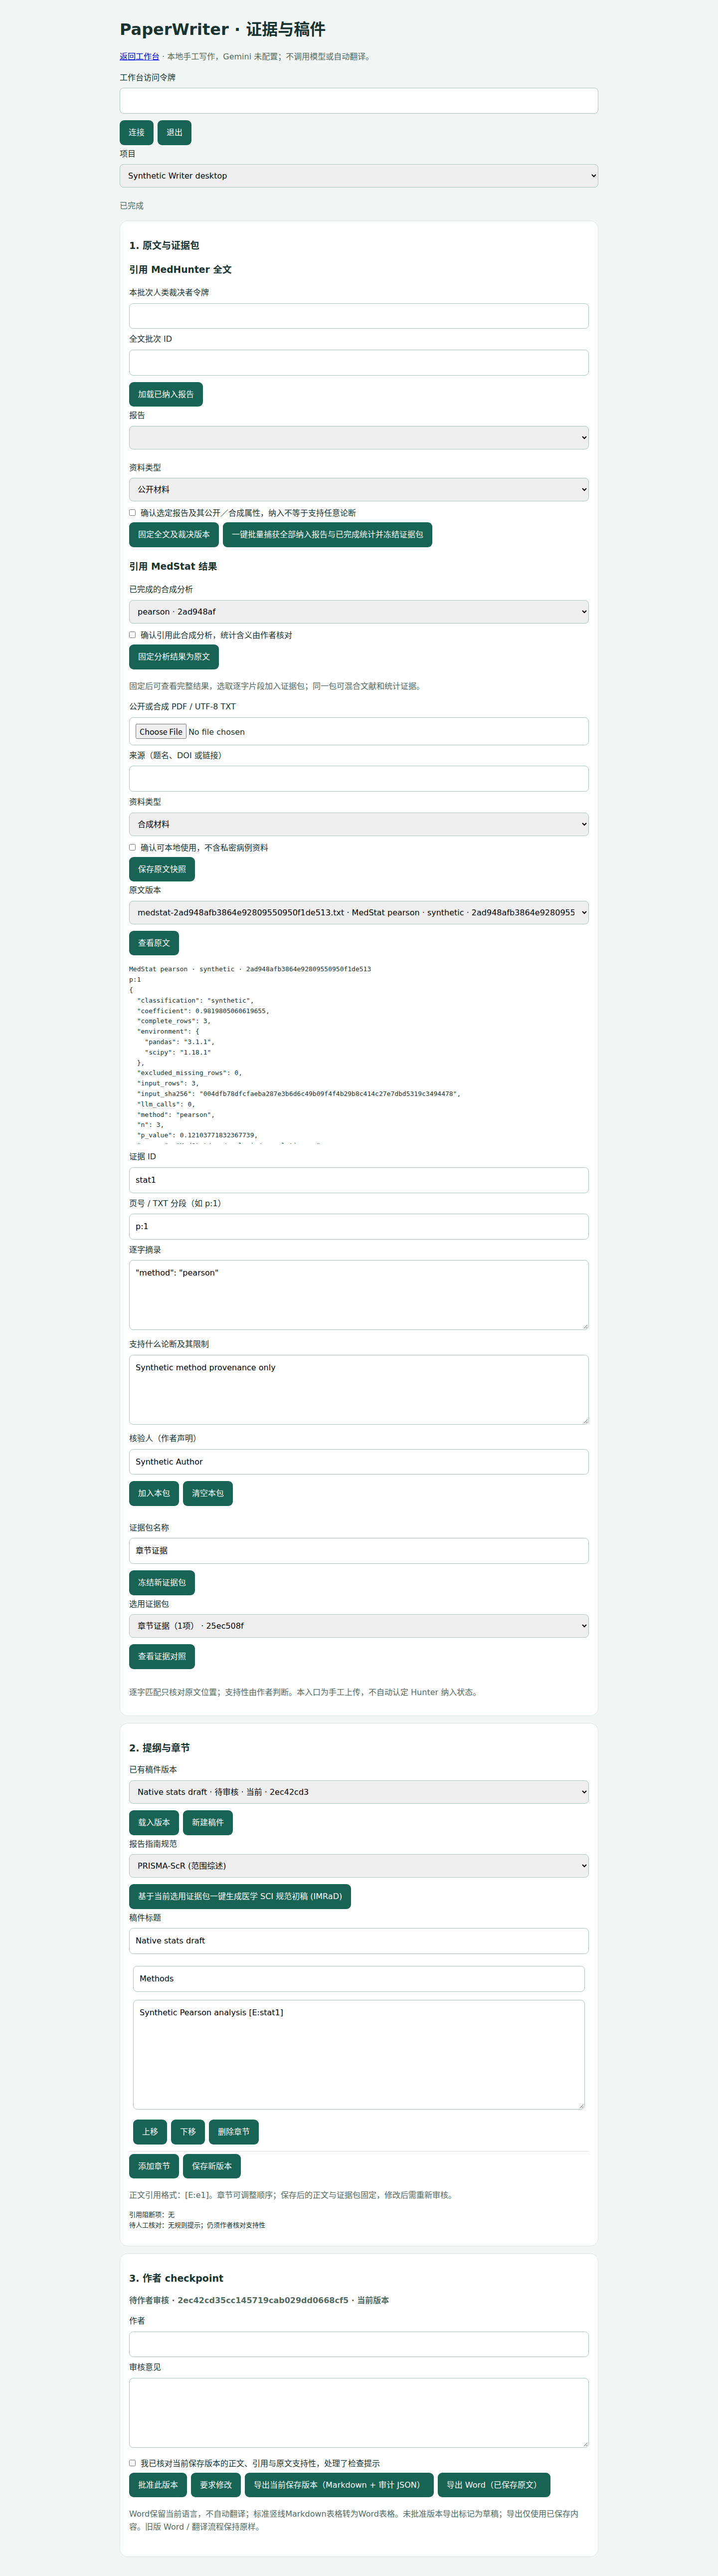 PaperWriter · 证据与稿件
返回工作台 · 本地手工写作，Gemini 未配置；不调用模型或自动翻译。
工作台访问令牌
连接 退出
项目
Synthetic Writer desktop
已完成
1. 原文与证据包
引用 MedHunter 全文
本批次人类裁决者令牌
全文批次 ID
加载已纳入报告
报告
资料类型
公开材料
确认选定报告及其公开／合成属性，纳入不等于支持任意论断
固定全文及裁决版本 一键批量捕获全部纳入报告与已完成统计并冻结证据包
引用 MedStat 结果
已完成的合成分析
pearson · 2ad948af
确认引用此合成分析，统计含义由作者核对
固定分析结果为原文
固定后可查看完整结果，选取逐字片段加入证据包；同一包可混合文献和统计证据。
公开或合成 PDF / UTF-8 TXT
Choose File No file chosen
来源（题名、DOI 或链接）
资料类型
合成材料
确认可本地使用，不含私密病例资料
保存原文快照
原文版本
medstat-2ad948afb3864e92809550950f1de513.txt · MedStat pearson · synthetic · 2ad948afb3864e9280955
查看原文
MedStat pearson · synthetic · 2ad948afb3864e92809550950f1de513
p:1
{
"classification": "synthetic",
"coefficient": 0.9819805060619655,
"complete_rows": 3,
"environment": {
"pandas": "3.1.1",
"scipy": "1.18.1"
},
"excluded_missing_rows": 0,
"input_rows": 3,
"input_sha256": "004dfb78dfcfaeba287e3b6d6c49b09f4f4b29b8c414c27e7dbd5319c3494478",
"llm_calls": 0,
"method": "pearson",
"n": 3,
"p_value": 0.12103771832367739,
证据 ID
stat1
页号 / TXT 分段（如 p:1）
p:1
逐字摘录
"method": "pearson"
支持什么论断及其限制
Synthetic method provenance only
核验人（作者声明）
Synthetic Author
加入本包 清空本包
证据包名称
章节证据
冻结新证据包
选用证据包
章节证据（1项） · 25ec508f
查看证据对照
逐字匹配只核对原文位置；支持性由作者判断。本入口为手工上传，不自动认定 Hunter 纳入状态。
2. 提纲与章节
已有稿件版本
Native stats draft · 待审核 · 当前 · 2ec42cd3
载入版本 新建稿件
报告指南规范
PRISMA-ScR (范围综述)
基于当前选用证据包一键生成医学 SCI 规范初稿 (IMRaD)
稿件标题
Native stats draft
Methods
Synthetic Pearson analysis [E:stat1]
上移 下移 删除章节
添加章节 保存新版本
正文引用格式：[E:e1]。章节可调整顺序；保存后的正文与证据包固定，修改后需重新审核。
引用阻断项：无
待人工核对：无规则提示；仍须作者核对支持性
3. 作者 checkpoint
待作者审核 · 2ec42cd35cc145719cab029dd0668cf5 · 当前版本
作者
审核意见
我已核对当前保存版本的正文、引用与原文支持性，处理了检查提示
批准此版本 要求修改 导出当前保存版本（Markdown + 审计 JSON） 导出 Word（已保存原文）
Word保留当前语言，不自动翻译；标准竖线Markdown表格转为Word表格。未批准版本导出标记为草稿；导出仅使用已保存内
容。旧版 Word / 翻译流程保持原样。